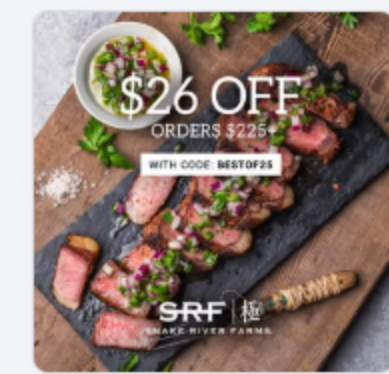 $26 OFF
ORDERS $225+
WITH CODE: BESTOF25
SRF | 極
SNAKE RIVER FARMS